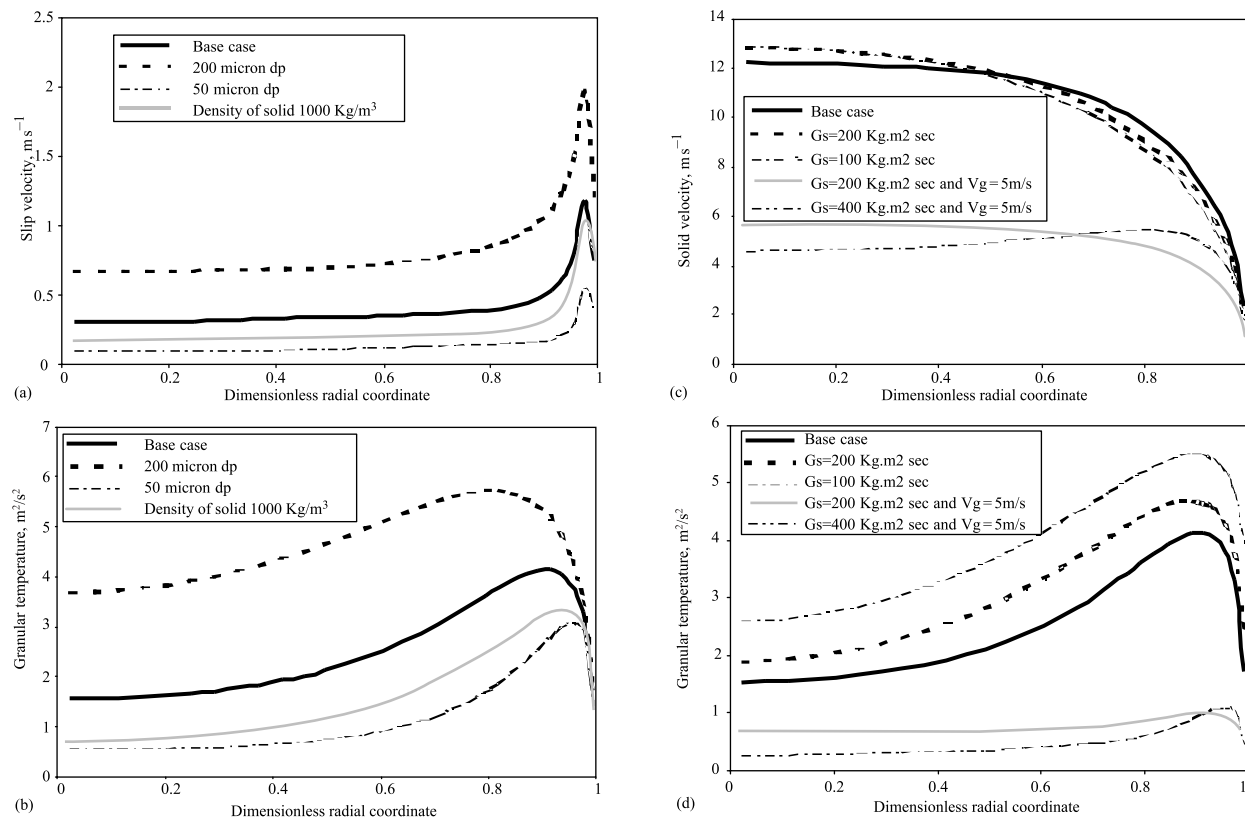 2.5
2
1.5
1
0.5
0
Slip velocity, m s−1
Base case
200 micron dp
50 micron dp
Density of solid 1000 Kg/m3
0 0.2 0.4 0.6 0.8 1
(a) Dimensionless radial coordinate
14
12
10
8
6
4
2
0
Solid velocity, m s−1
Base case
Gs=200 Kg.m2 sec
Gs=100 Kg.m2 sec
Gs=200 Kg.m2 sec and Vg=5m/s
Gs=400 Kg.m2 sec and Vg=5m/s
0 0.2 0.4 0.6 0.8 1
(c) Dimensionless radial coordinate
7
6
5
4
3
2
1
0
Granular temperature, m2/s2
Base case
200 micron dp
50 micron dp
Density of solid 1000 Kg/m3
0 0.2 0.4 0.6 0.8 1
(b) Dimensionless radial coordinate
6
5
4
3
2
1
0
Granular temperature, m2/s2
Base case
Gs=200 Kg.m2 sec
Gs=100 Kg.m2 sec
Gs=200 Kg.m2 sec and Vg=5m/s
Gs=400 Kg.m2 sec and Vg=5m/s
0 0.2 0.4 0.6 0.8 1
(d) Dimensionless radial coordinate